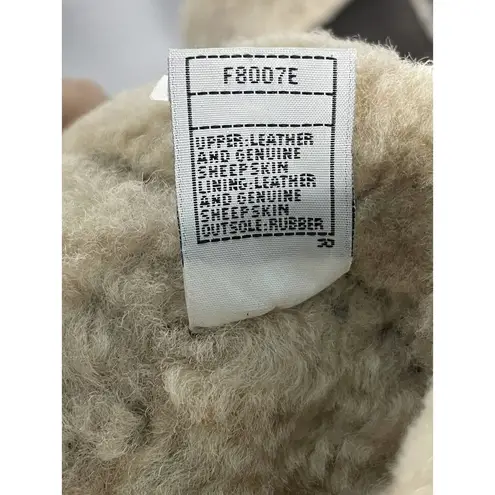 F8007E
UPPER:LEATHER
AND GENUINE
SHEEPSKIN
LINING:LEATHER
AND GENUINE
SHEEPSKIN
OUTSOLE:RUBBER